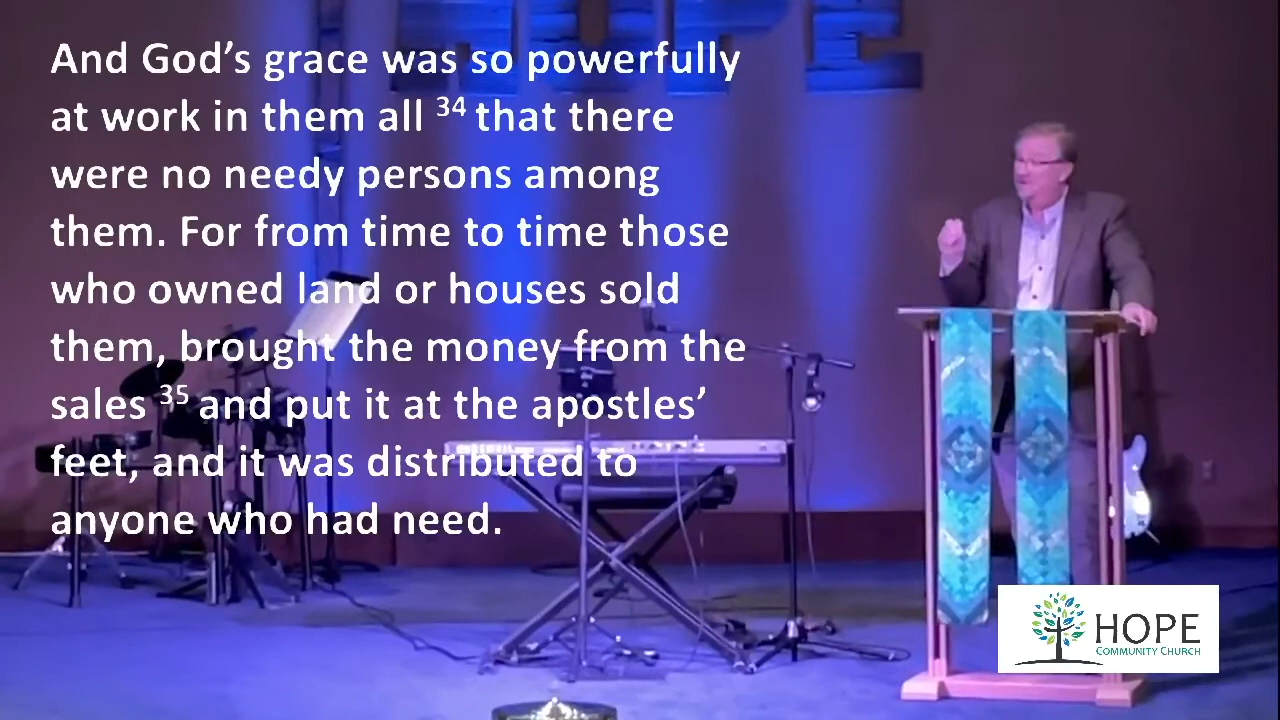 HOPE
And God’s grace was so powerfully
at work in them all 34 that there
were no needy persons among
them. For from time to time those
who owned land or houses sold
them, brought the money from the
sales 35 and put it at the apostles’
feet, and it was distributed to
anyone who had need.
HOPE
COMMUNITY CHURCH